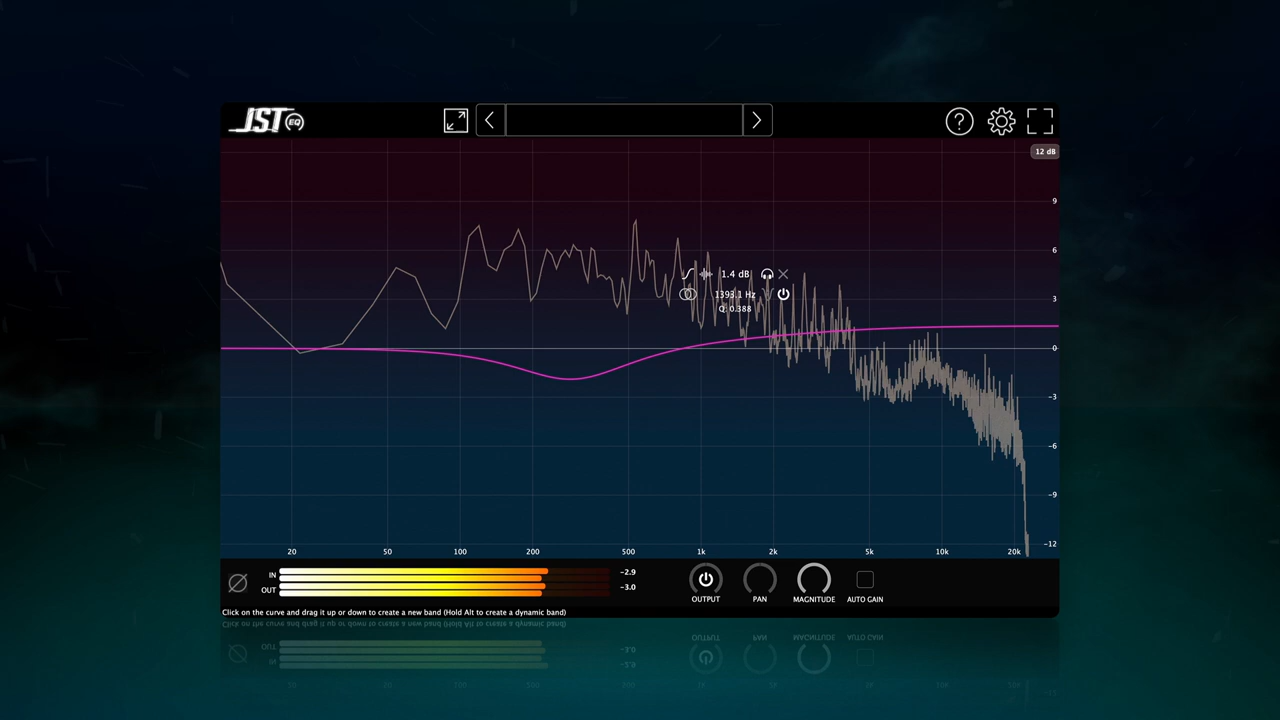 JST EQ
12 dB
9
6
1.4 dB
1393.1 Hz
3
Q: 0.388
0
-3
-6
-9
-12
20 50 100 200 500 1k 2k 5k 10k 20k
IN -2.9
OUT -3.0
OUTPUT PAN MAGNITUDE AUTO GAIN
Click on the curve and drag it up or down to create a new band (Hold Alt to create a dynamic band)